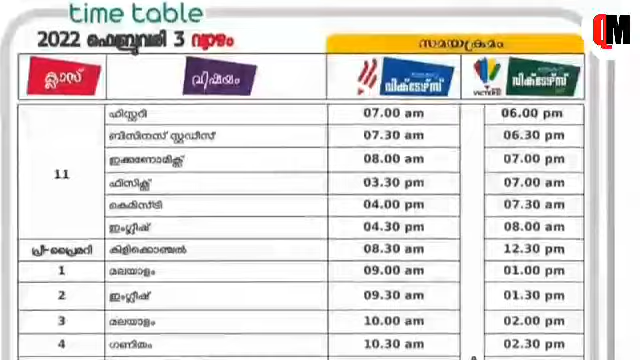 time table
2022 ഫെബ്രുവരി 3 വ്യാഴം
സമയക്രമം
QM
ക്ലാസ് വിഷയം വിക്ടേഴ്സ് VICTERS വിക്ടേഴ്സ്
ഹിസ്റ്ററി 07.00 am 06.00 pm
ബിസിനസ് സ്റ്റഡീസ് 07.30 am 06.30 pm
ഇക്കണോമിക്സ് 08.00 am 07.00 pm
11 ഫിസിക്സ് 03.30 pm 07.00 am
കെമിസ്ട്രി 04.00 pm 07.30 am
ഇംഗ്ലീഷ് 04.30 pm 08.00 am
പ്രീ-പ്രൈമറി കിളിക്കൊഞ്ചൽ 08.30 am 12.30 pm
1 മലയാളം 09.00 am 01.00 pm
2 ഇംഗ്ലീഷ് 09.30 am 01.30 pm
3 മലയാളം 10.00 am 02.00 pm
4 ഗണിതം 10.30 am 02.30 pm